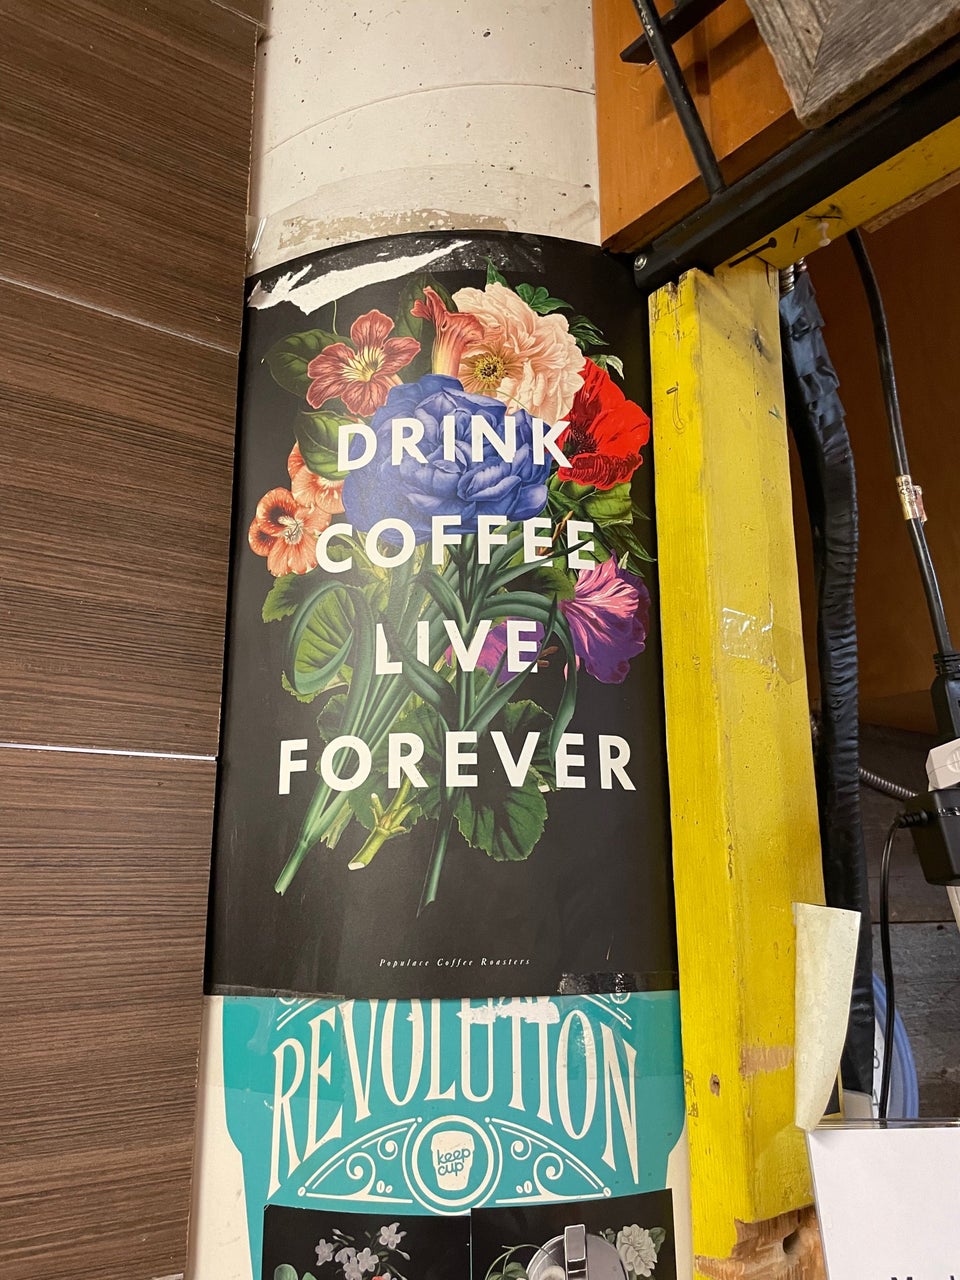 DRINK
COFFEE
LIVE
FOREVER
Populace Coffee Roasters
REVOLUTION
keep
cup